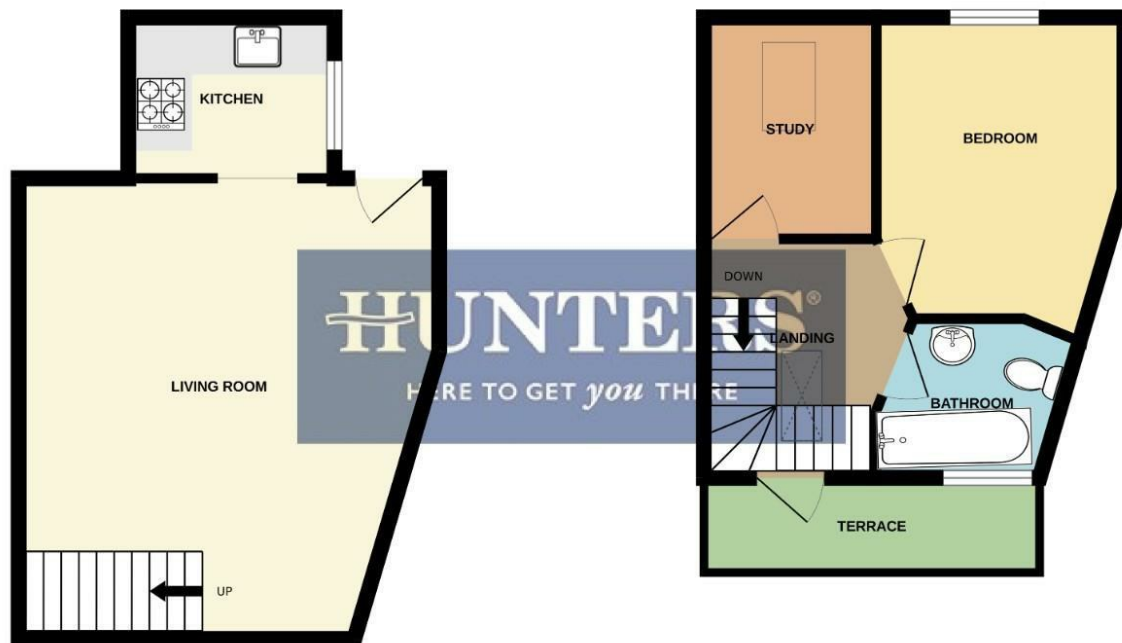 KITCHEN
LIVING ROOM
UP
STUDY
BEDROOM
DOWN
LANDING
BATHROOM
TERRACE
HUNTERS®
HERE TO GET you THERE